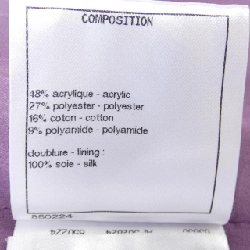 COMPOSITION
48% acrylique - acrylic
27% polyester - polyester
16% coton - cotton
9% polyamide - polyamide
doublure - lining :
100% soie - silk